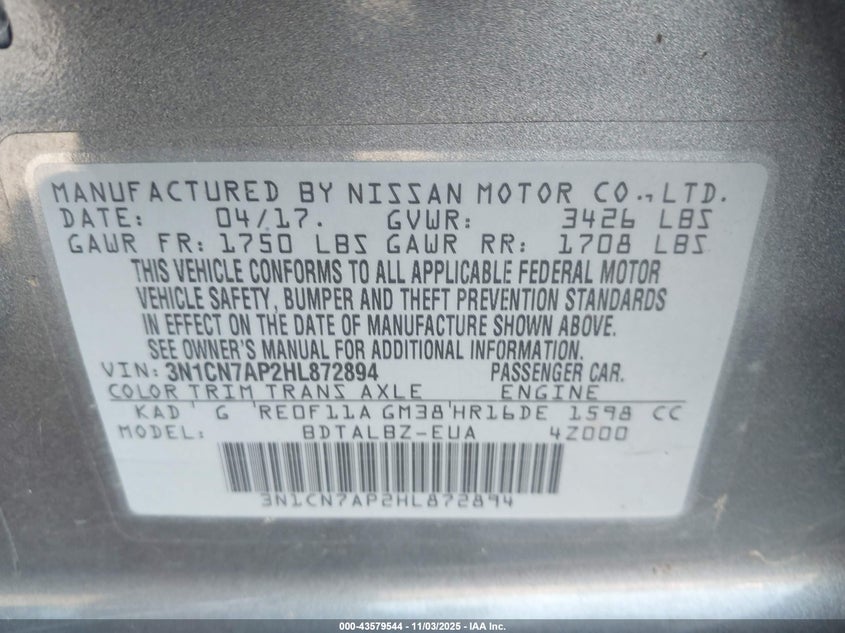 MANUFACTURED BY NISSAN MOTOR CO., LTD.
DATE: 04/17. GVWR: 3426 LBS
GAWR FR: 1750 LBS GAWR RR: 1708 LBS
THIS VEHICLE CONFORMS TO ALL APPLICABLE FEDERAL MOTOR
VEHICLE SAFETY, BUMPER AND THEFT PREVENTION STANDARDS
IN EFFECT ON THE DATE OF MANUFACTURE SHOWN ABOVE.
SEE OWNER'S MANUAL FOR ADDITIONAL INFORMATION.
VIN: 3N1CN7AP2HL872894 PASSENGER CAR.
COLOR TRIM TRANS AXLE ENGINE
KAD G RE0F11A GM38 HR16DE 1598 CC
MODEL: BDTALBZ-EUA 4Z000
3N1CN7AP2HL872894
000-43579544 | 11/03/2025 - IAA Inc.